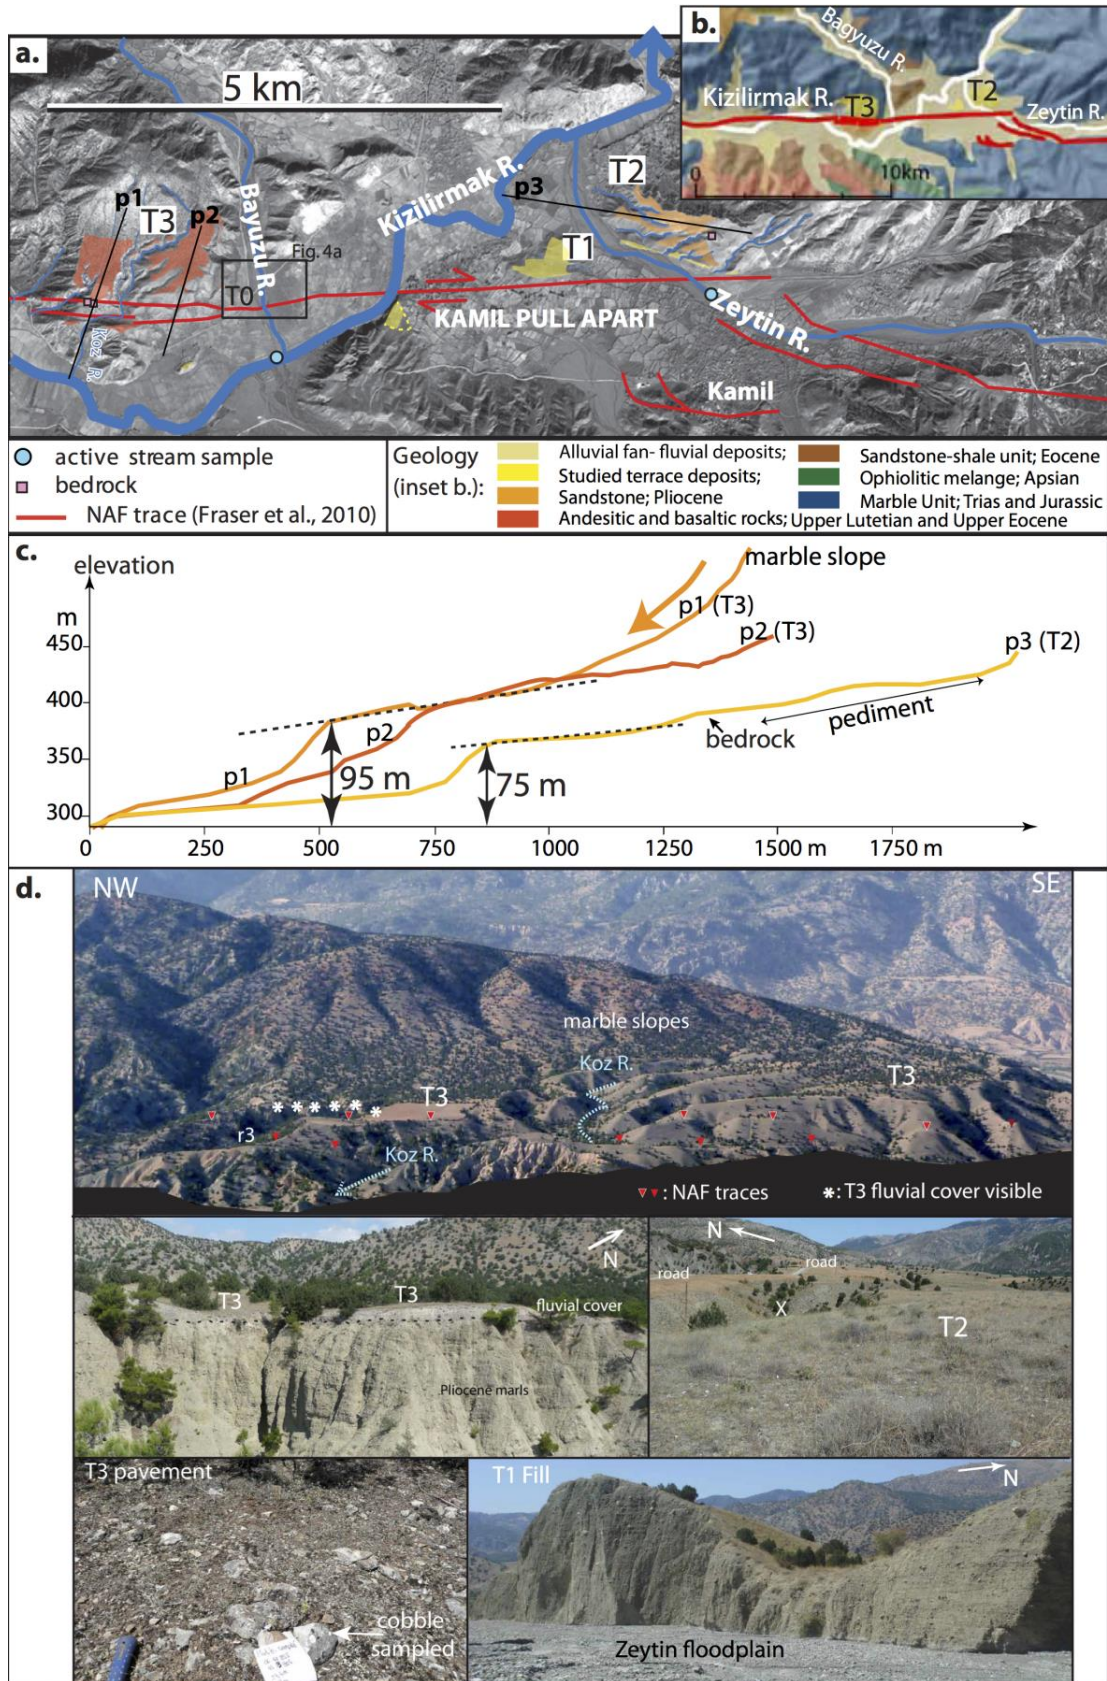 a.
5 km
Bayuzu R.
Kizilirmak R.
p1
T3
p2
Fig. 4a
T0
p3
T2
T1
KAMIL PULL APART
Zeytin R.
Kamil
Koz R.
b.
Bagyuzu R.
Kizilirmak R.
T3
T2
Zeytin R.
0
10km
active stream sample
bedrock
NAF trace (Fraser et al., 2010)
Geology
(inset b.):
Alluvial fan- fluvial deposits;
Studied terrace deposits;
Sandstone; Pliocene
Andesitic and basaltic rocks; Upper Lutetian and Upper Eocene
Sandstone-shale unit; Eocene
Ophiolitic melange; Apsian
Marble Unit; Trias and Jurassic
c.
elevation
m
450
400
350
300
marble slope
p1 (T3)
p2 (T3)
p3 (T2)
pediment
bedrock
p2
p1
95 m
75 m
0
250
500
750
1000
1250
1500 m
1750
d.
NW
SE
marble slopes
Koz R.
T3
T3
r3
Koz R.
: NAF traces
*: T3 fluvial cover visible
N
T3
T3
fluvial cover
Pliocene marls
N
road
road
X
T2
T3 pavement
cobble
sampled
T1 Fill
N
Zeytin floodplain